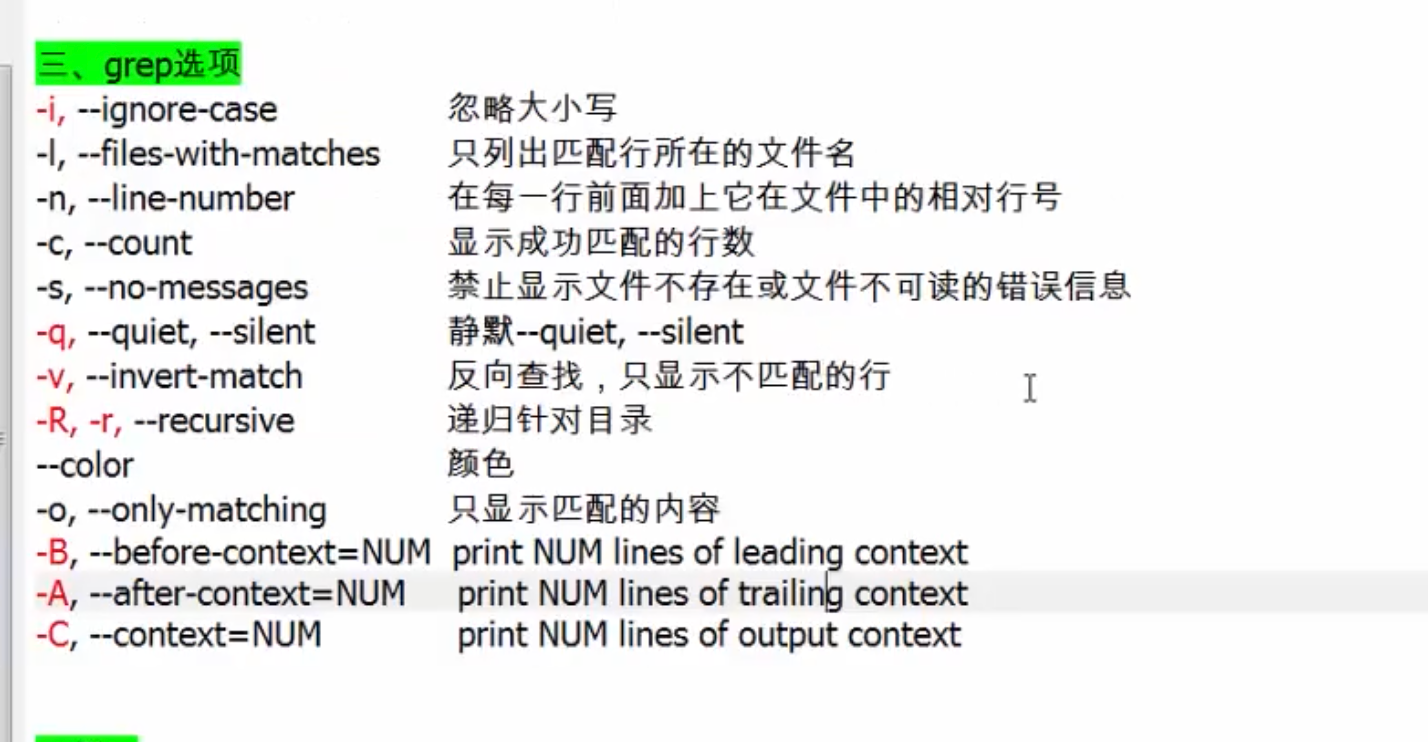 三、grep选项
-i, --ignore-case 忽略大小写
-l, --files-with-matches 只列出匹配行所在的文件名
-n, --line-number 在每一行前面加上它在文件中的相对行号
-c, --count 显示成功匹配的行数
-s, --no-messages 禁止显示文件不存在或文件不可读的错误信息
-q, --quiet, --silent 静默--quiet, --silent
-v, --invert-match 反向查找，只显示不匹配的行
-R, -r, --recursive 递归针对目录
--color 颜色
-o, --only-matching 只显示匹配的内容
-B, --before-context=NUM print NUM lines of leading context
-A, --after-context=NUM print NUM lines of trailing context
-C, --context=NUM print NUM lines of output context